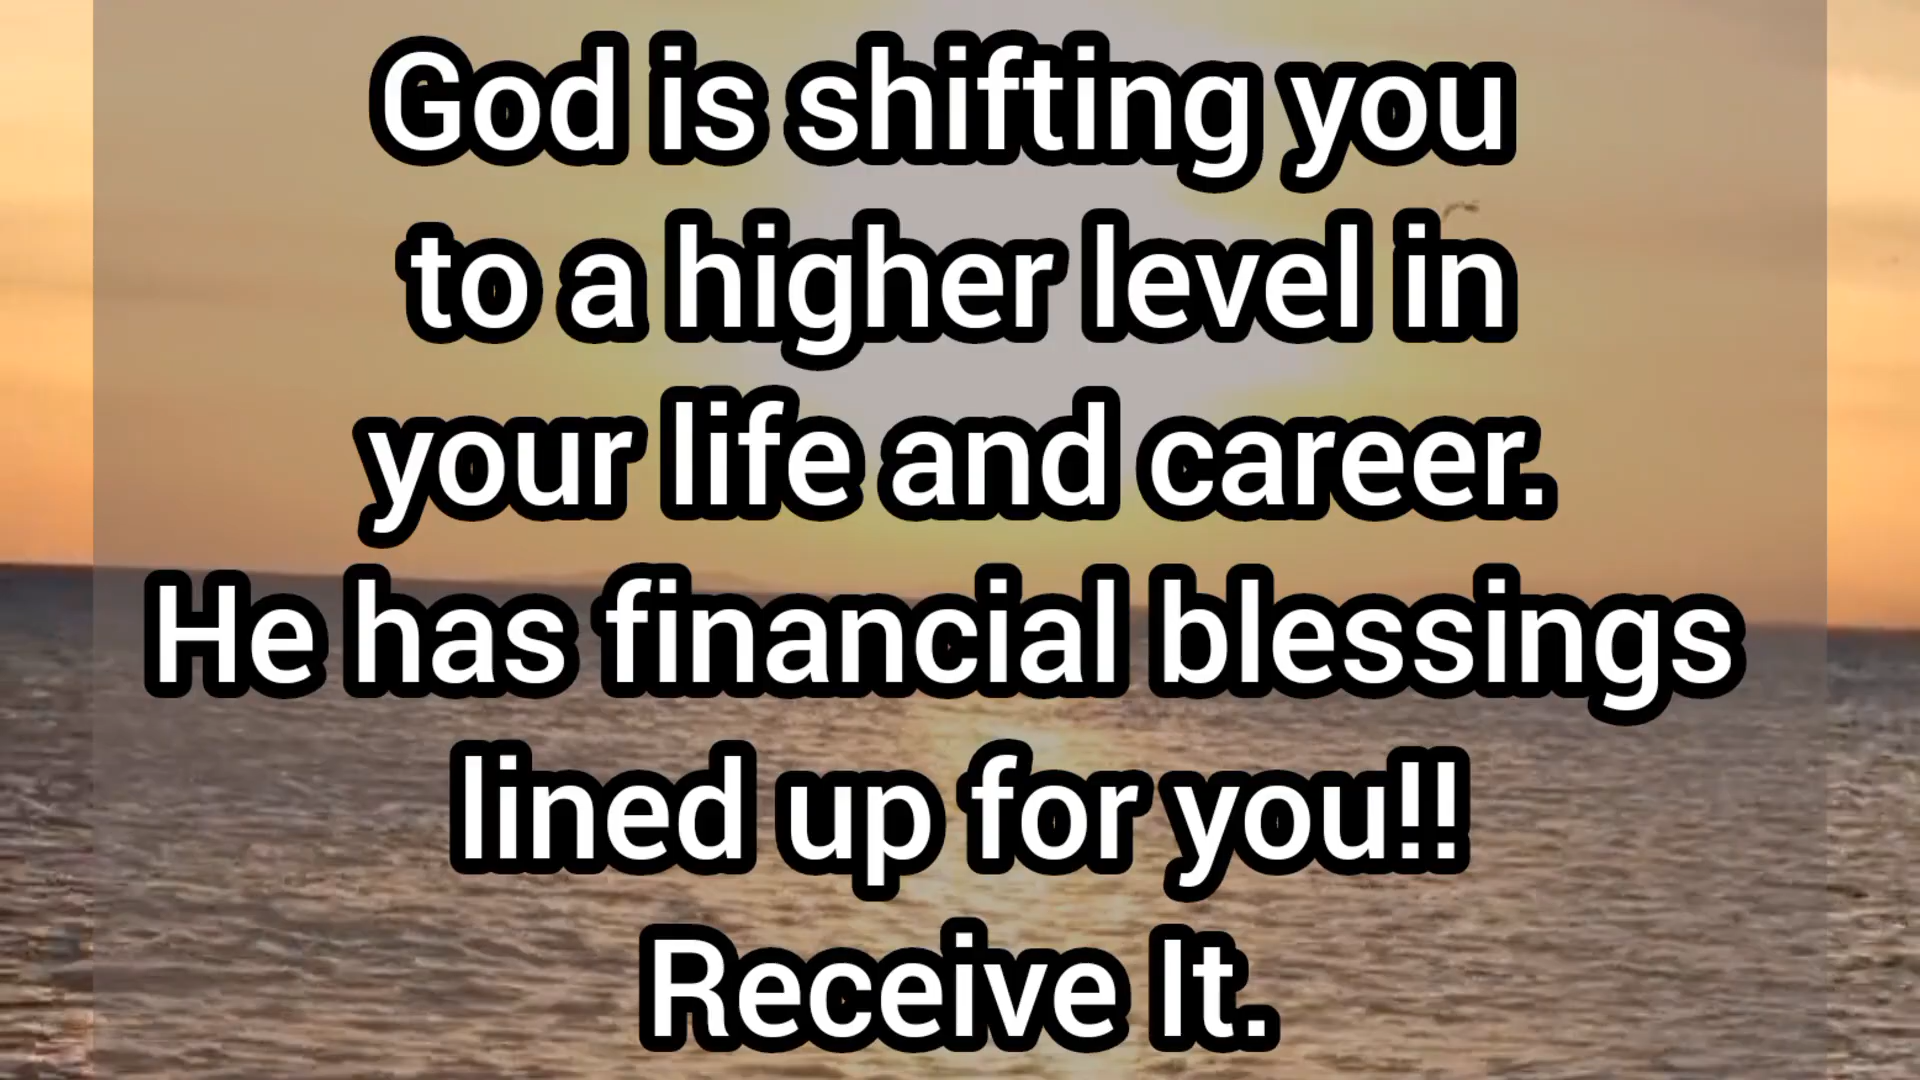 God is shifting you
to a higher level in
your life and career.
He has financial blessings
lined up for you!!
Receive It.